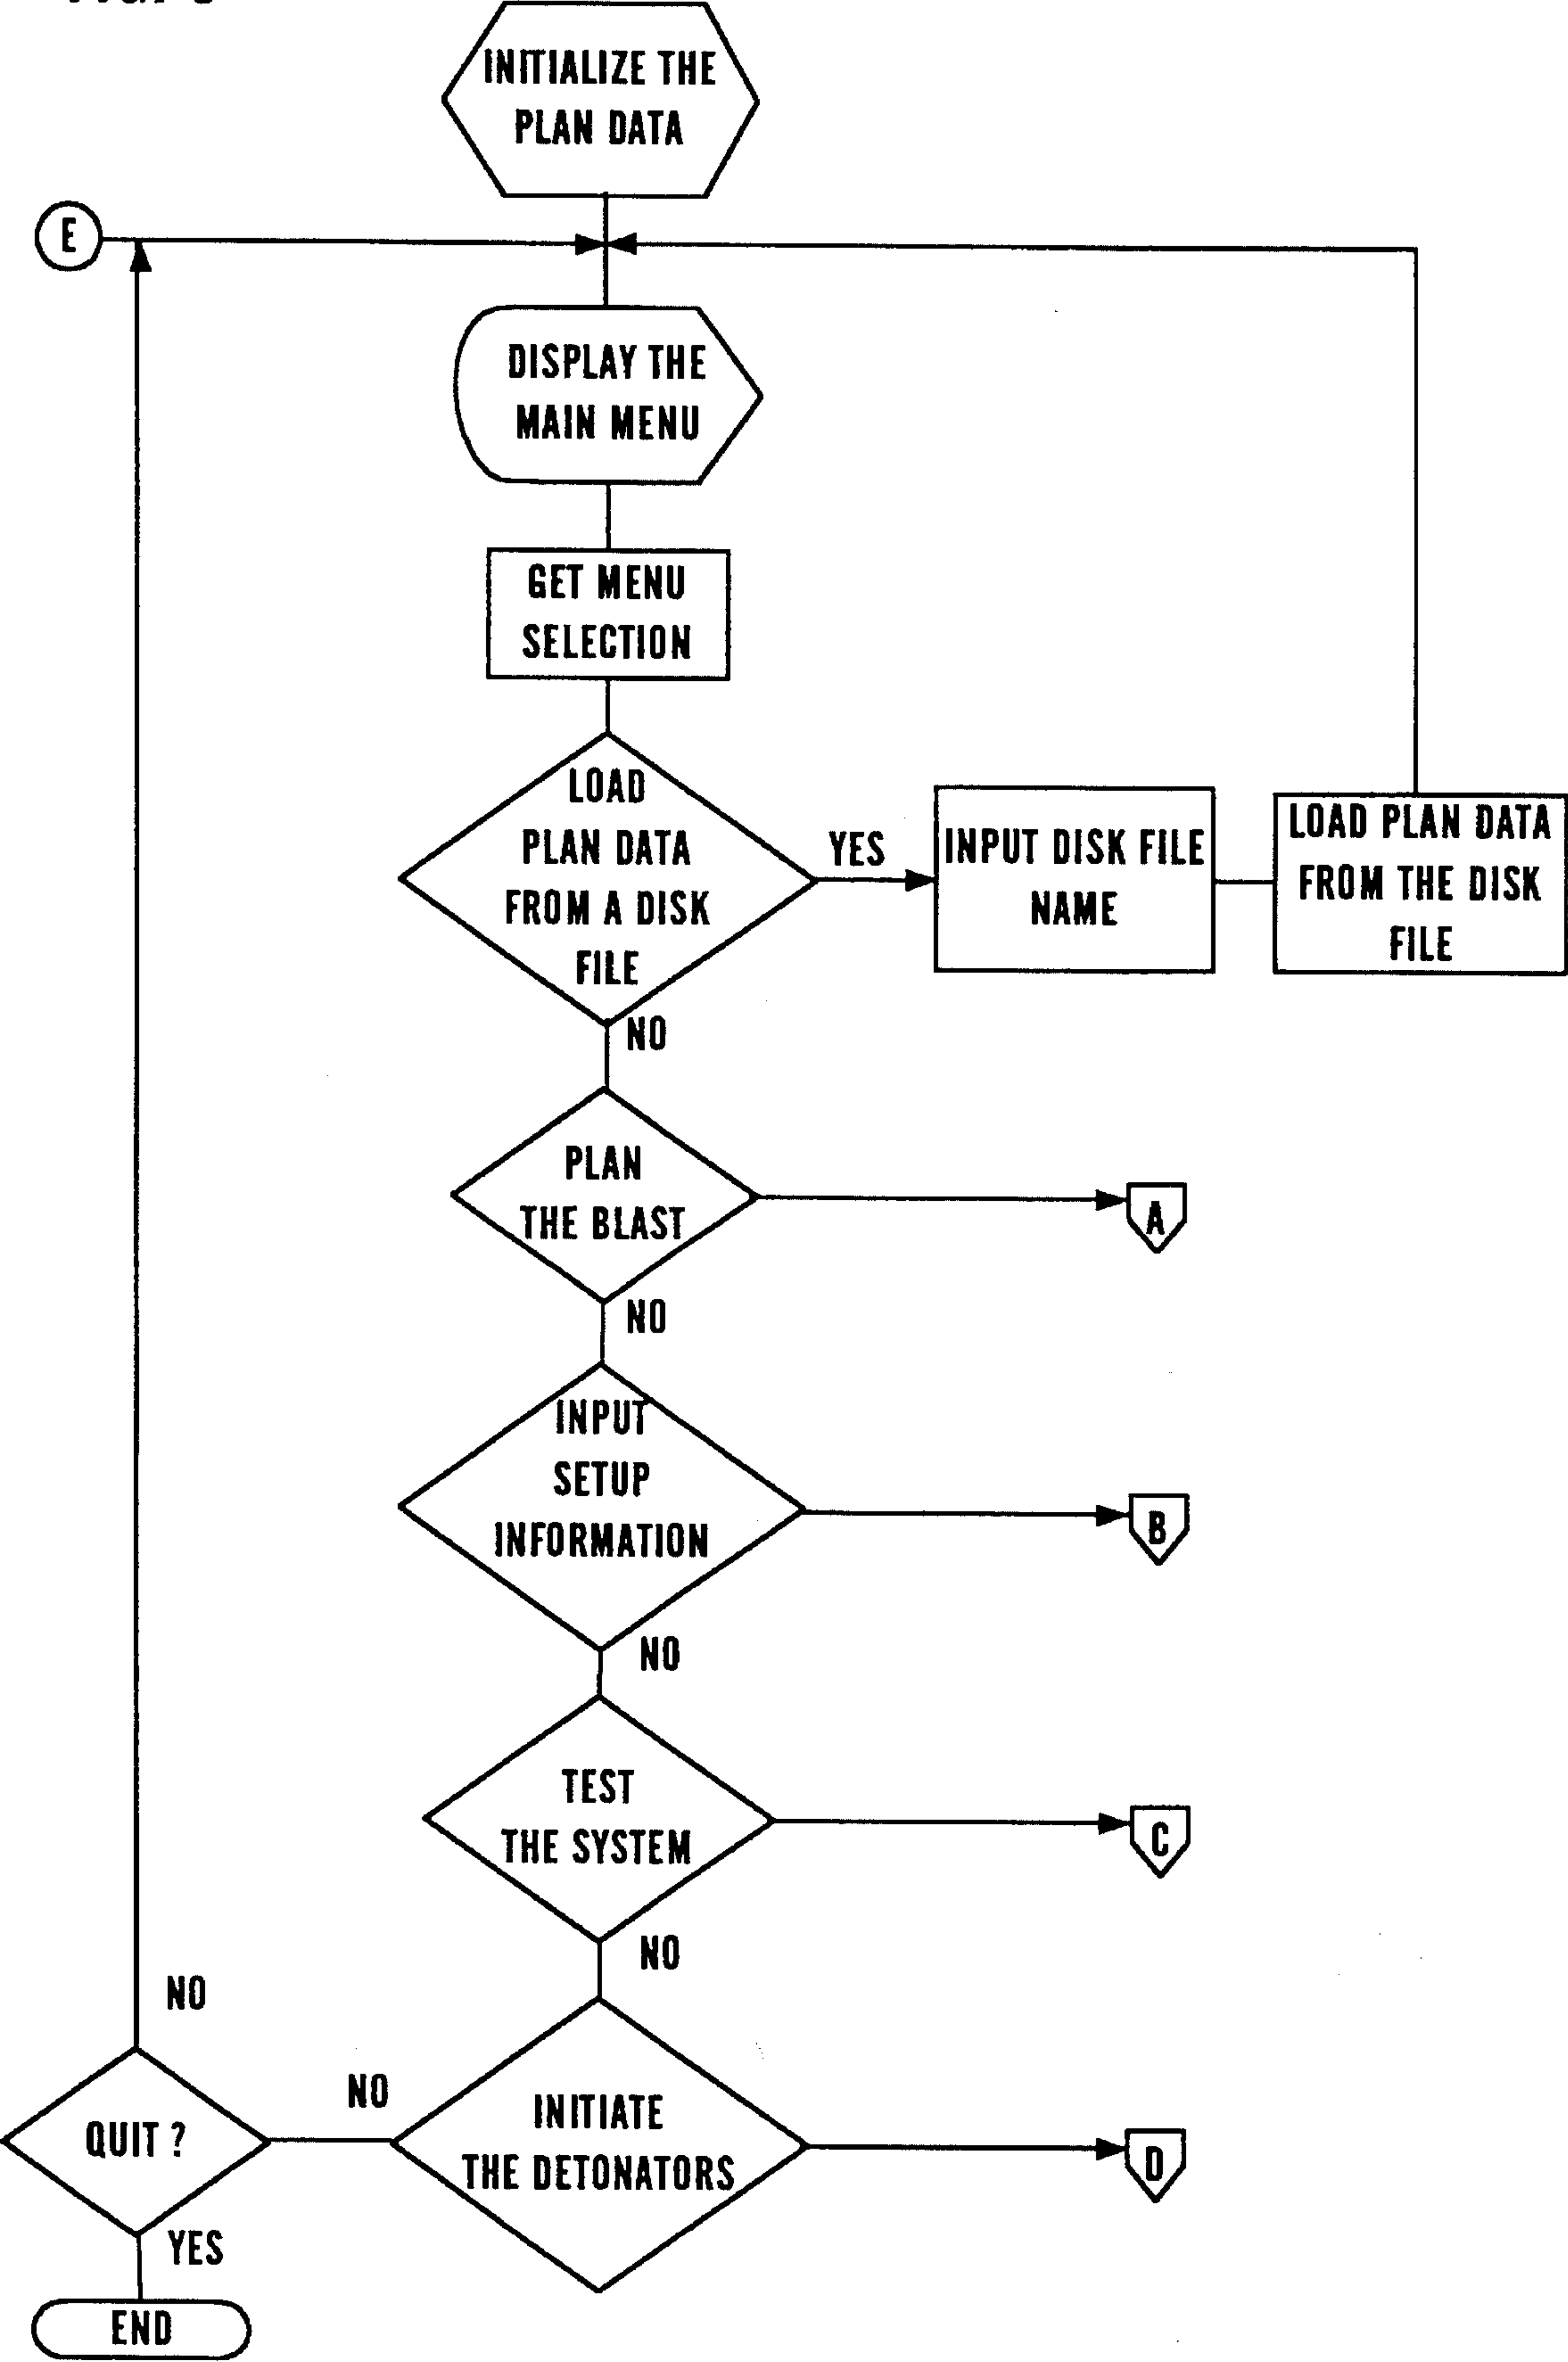 INITIALIZE THE
PLAN DATA
E
DISPLAY THE
MAIN MENU
GET MENU
SELECTION
LOAD
PLAN DATA
FROM A DISK
FILE
YES
INPUT DISK FILE
NAME
LOAD PLAN DATA
FROM THE DISK
FILE
NO
PLAN
THE BLAST
A
NO
INPUT
SETUP
INFORMATION
B
NO
TEST
THE SYSTEM
C
NO
INITIATE
THE DETONATORS
D
NO
QUIT ?
NO
YES
END